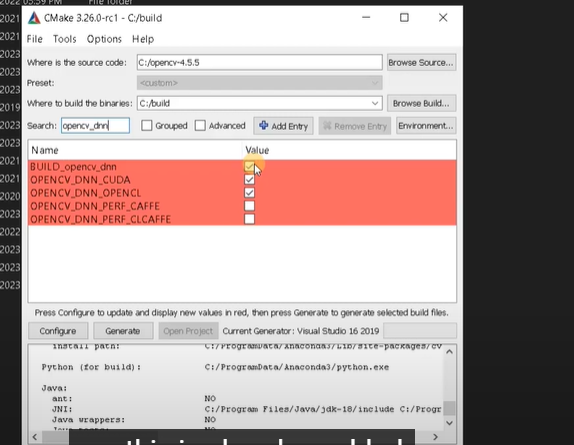 2022 05:59 PM File folder
2021
2021
2023
2023
2023
2019
2023
2023
2021
2021
2020
2023
2022
2023
2023
CMake 3.26.0-rc1 - C:/build
File Tools Options Help
Where is the source code: C:/opencv-4.5.5 Browse Source...
Preset: <custom>
Where to build the binaries: C:/build Browse Build...
Search: opencv_dnn Grouped Advanced Add Entry Remove Entry Environment...
Name Value
BUILD_opencv_dnn
OPENCV_DNN_CUDA
OPENCV_DNN_OPENCL
OPENCV_DNN_PERF_CAFFE
OPENCV_DNN_PERF_CLCAFFE
Press Configure to update and display new values in red, then press Generate to generate selected build files.
Configure Generate Open Project Current Generator: Visual Studio 16 2019
install path: C:/ProgramData/Anaconda3/Lib/site-packages/cv
Python (for build): C:/ProgramData/Anaconda3/python.exe
Java:
ant: NO
JNI: C:/Program Files/Java/jdk-18/include C:/Progr
Java wrappers: NO